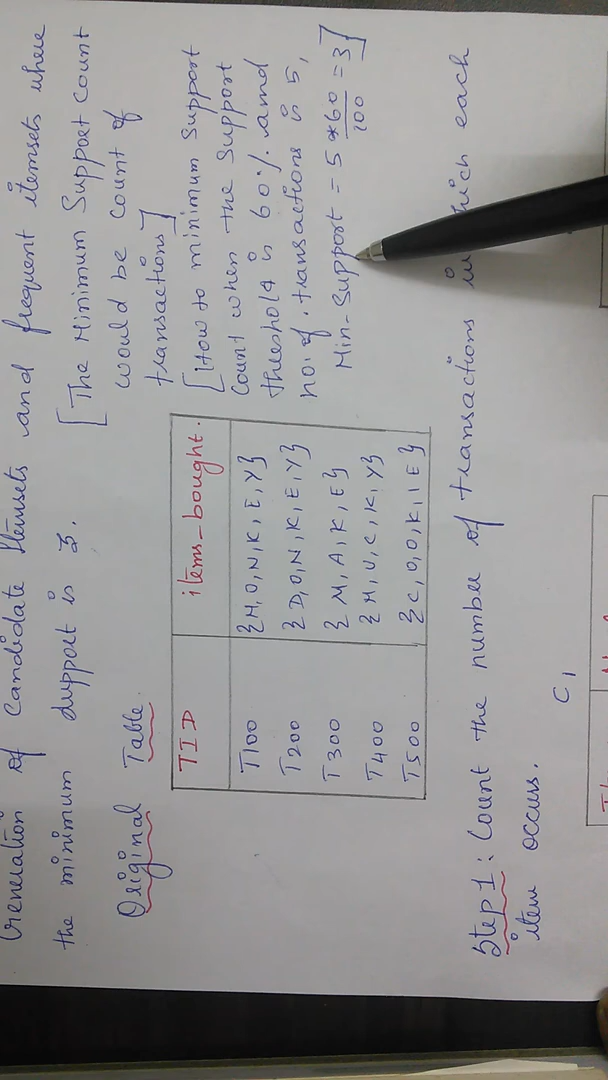 Generation of Candidate Itemsets and frequent itemsets where
the minimum support is 3.
[The Minimum Support Count
would be count of
transactions]
Original Table.
[How to minimum Support
Count when the Support
threshold is 60% and
no. of transactions is 5,
Min-Support = 5 * 60 / 100 = 3]
TID items-bought.
T100 {M,O,N,K,E,Y}
T200 {D,O,N,K,E,Y}
T300 {M,A,K,E}
T400 {M,U,C,K,Y}
T500 {C,O,O,K,I,E}
Step 1: Count the number of transactions in which each
item occurs.
C1